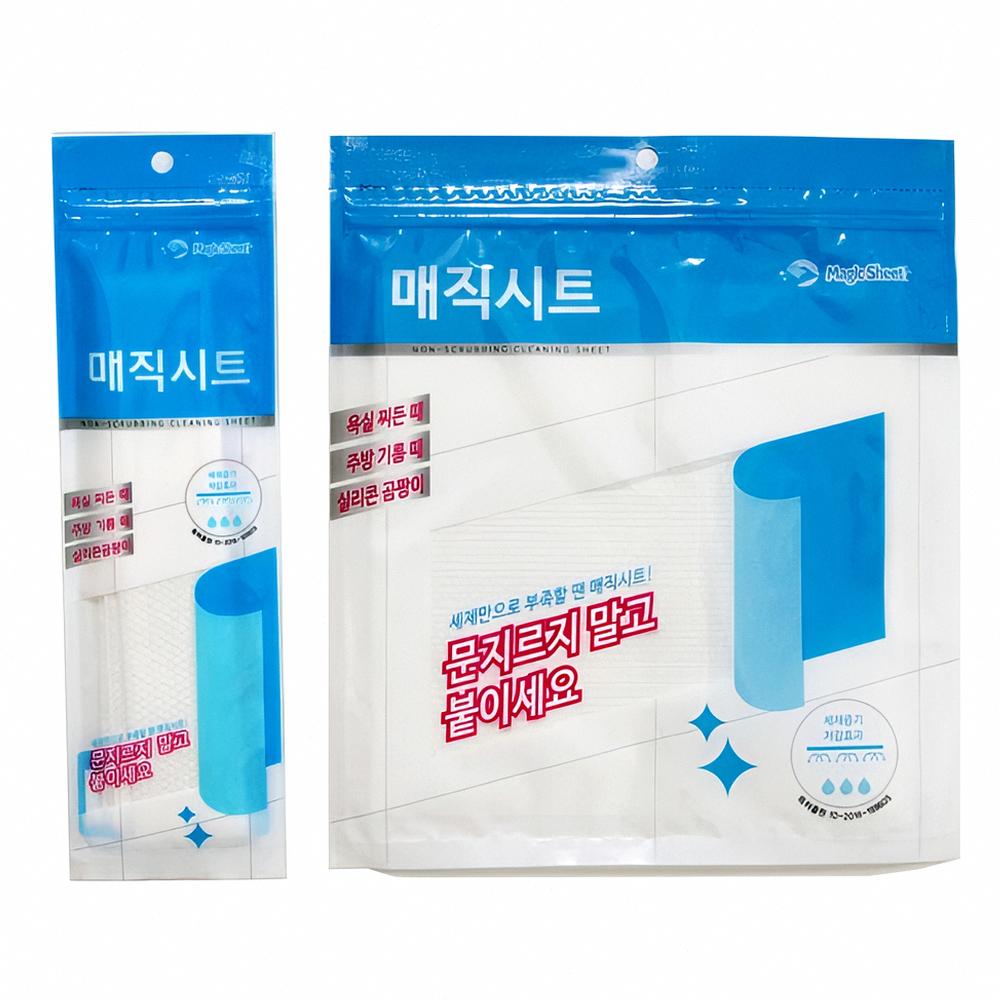 MagicSheet
매직시트
NON-SCRUBBING CLEANING SHEET
욕실 찌든 때
주방 기름 때
실리콘곰팡이
문지르지 말고
붙이세요
매직시트
MagicSheet
NON-SCRUBBING CLEANING SHEET
욕실 찌든 때
주방 기름 때
실리콘 곰팡이
세제만으로 부족할 땐 매직시트!
문지르지 말고
붙이세요